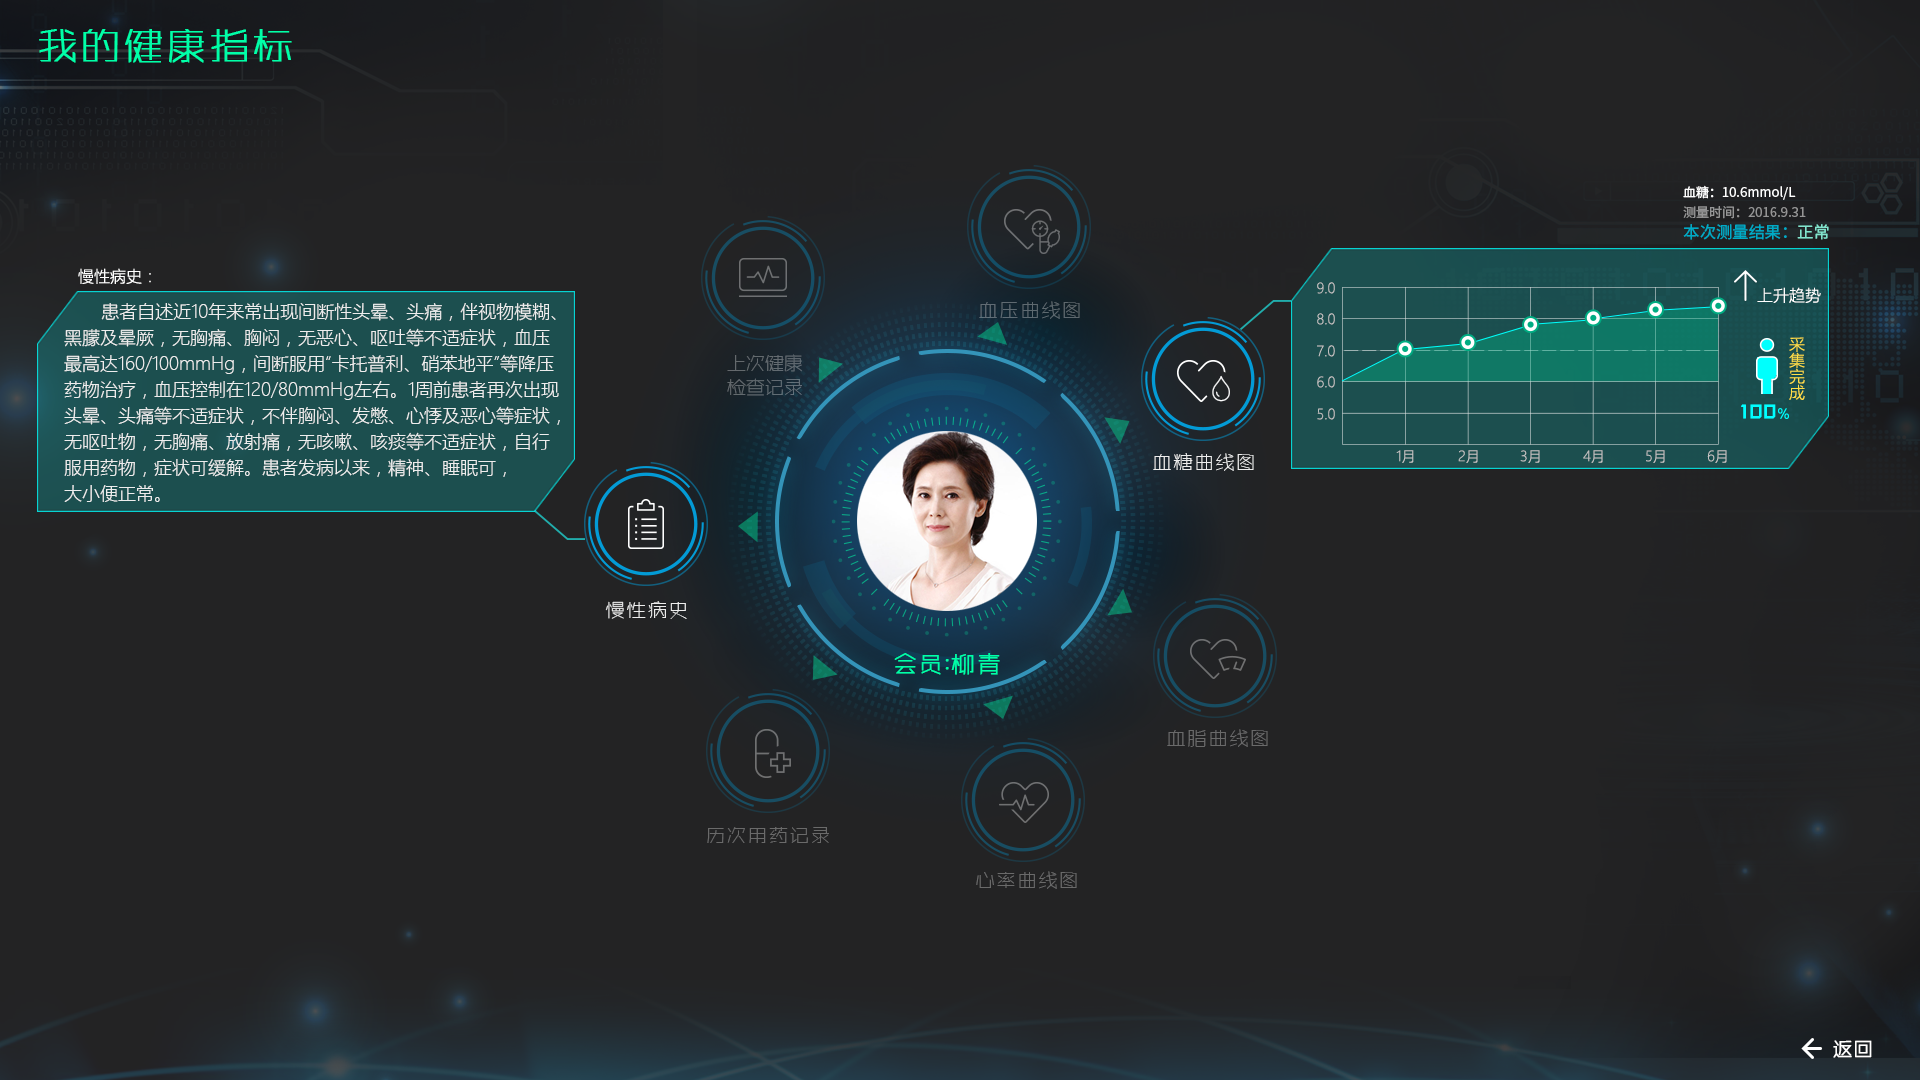 我的健康指标
血糖：10.6mmol/L
测量时间：2016.9.31
本次测量结果：正常
慢性病史：
患者自述近10年来常出现间断性头晕、头痛，伴视物模糊、
黑朦及晕厥，无胸痛、胸闷，无恶心、呕吐等不适症状，血压
最高达160/100mmHg，间断服用“卡托普利、硝苯地平”等降压
药物治疗，血压控制在120/80mmHg左右。1周前患者再次出现
头晕、头痛等不适症状，不伴胸闷、发憋、心悸及恶心等症状，
无呕吐物，无胸痛、放射痛，无咳嗽、咳痰等不适症状，自行
服用药物，症状可缓解。患者发病以来，精神、睡眠可，
大小便正常。
慢性病史
上次健康
检查记录
血压曲线图
血糖曲线图
9.0
8.0
7.0
6.0
5.0
1月 2月 3月 4月 5月 6月
上升趋势
采集完成
100%
会员:柳青
血脂曲线图
历次用药记录
心率曲线图
返回